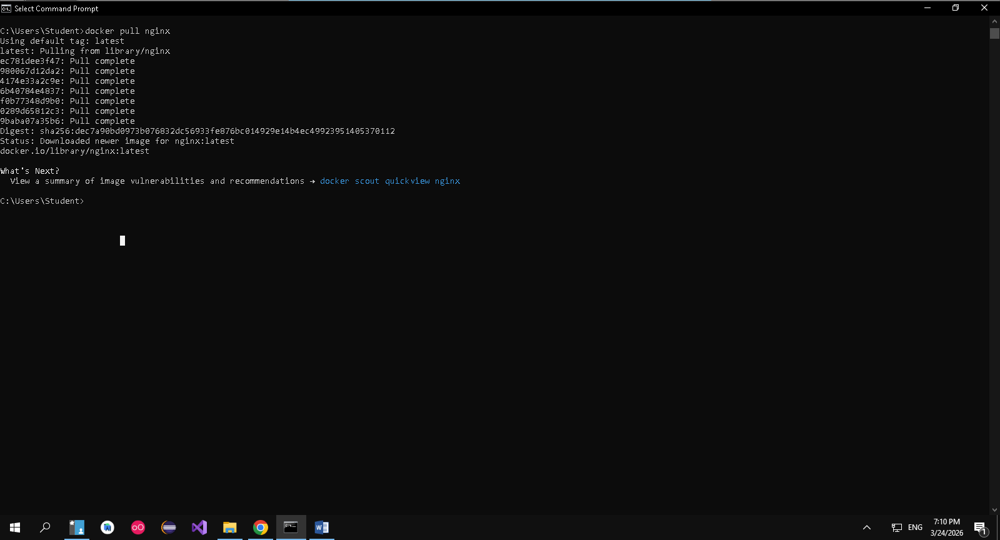 Select Command Prompt
C:\Users\Student>docker pull nginx
Using default tag: latest
latest: Pulling from library/nginx
ec781dee3f47: Pull complete
980067d12da2: Pull complete
4174e33a2c9e: Pull complete
6b40784e4837: Pull complete
f0b77348d9b0: Pull complete
0289d65812c3: Pull complete
9baba07a35b6: Pull complete
Digest: sha256:dec7a90bd0973b076832dc56933fe876bc014929e14b4ec49923951405370112
Status: Downloaded newer image for nginx:latest
docker.io/library/nginx:latest
What's Next?
  View a summary of image vulnerabilities and recommendations → docker scout quickview nginx
C:\Users\Student>
7:10 PM
ENG
3/24/2026
1